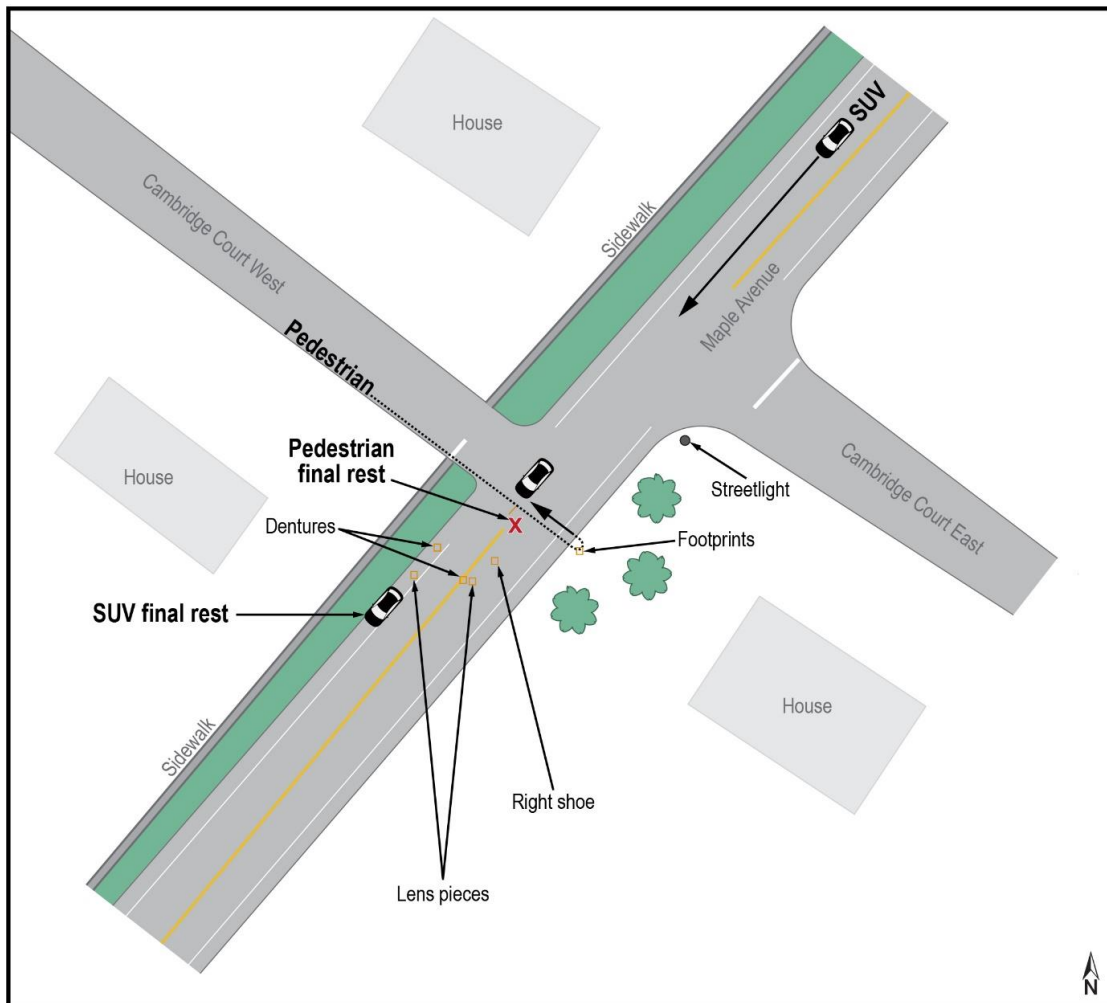 House
SUV
Sidewalk
Cambridge Court West
Maple Avenue
Pedestrian
Pedestrian
final rest
Streetlight
Cambridge Court East
House
Dentures
Footprints
SUV final rest
House
Sidewalk
Right shoe
Lens pieces
N